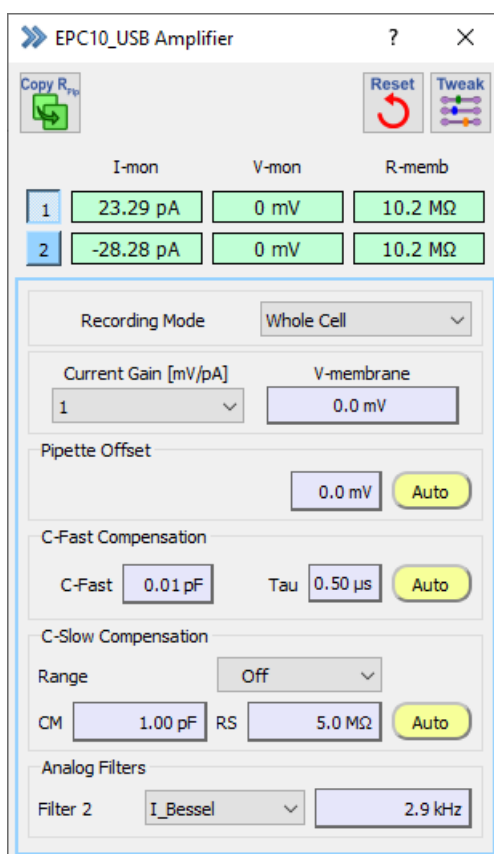 EPC10_USB Amplifier ? ×
Copy R Flp Reset Tweak
I-mon V-mon R-memb
1 23.29 pA 0 mV 10.2 MΩ
2 -28.28 pA 0 mV 10.2 MΩ
Recording Mode Whole Cell
Current Gain [mV/pA] V-membrane
1 0.0 mV
Pipette Offset
0.0 mV Auto
C-Fast Compensation
C-Fast 0.01 pF Tau 0.50 µs Auto
C-Slow Compensation
Range Off
CM 1.00 pF RS 5.0 MΩ Auto
Analog Filters
Filter 2 I_Bessel 2.9 kHz